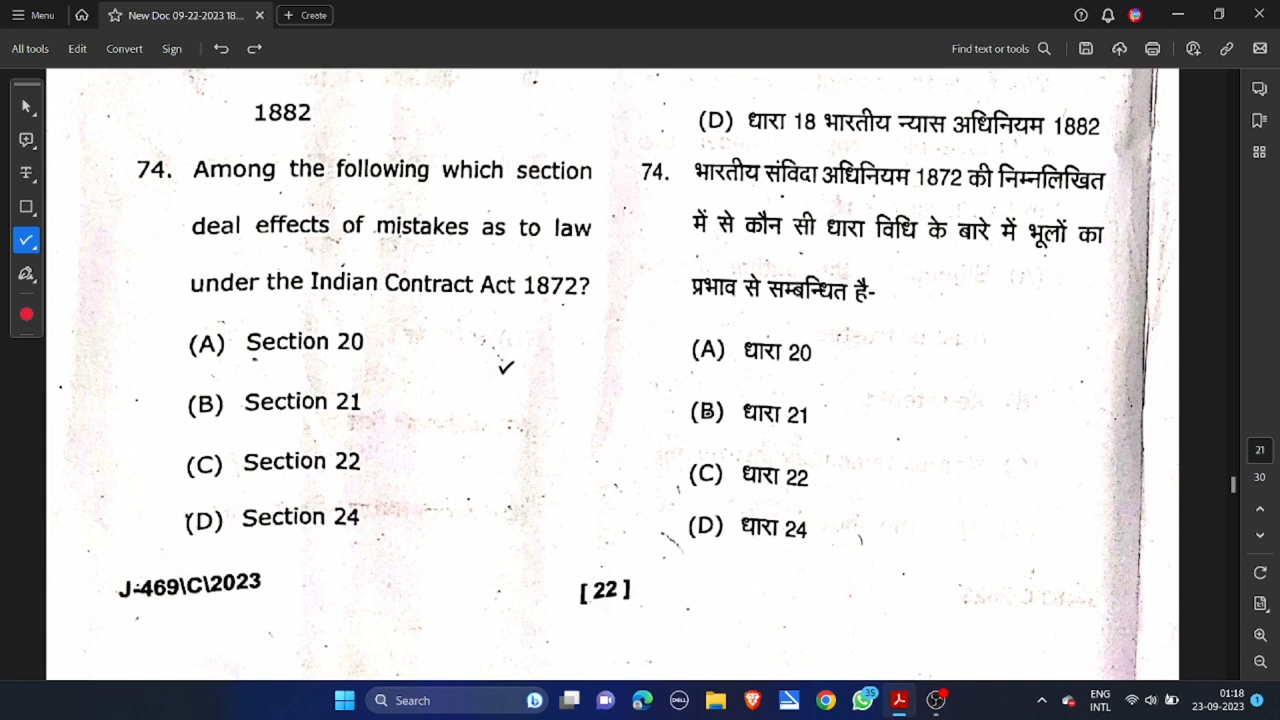 Menu
New Doc 09-22-2023 18...
Create
All tools Edit Convert Sign
Find text or tools
1882
74. Among the following which section
deal effects of mistakes as to law
under the Indian Contract Act 1872?
(A) Section 20
(B) Section 21
(C) Section 22
(D) Section 24
J-469\C\2023
(D) धारा 18 भारतीय न्यास अधिनियम 1882
74. भारतीय संविदा अधिनियम 1872 की निम्नलिखित
में से कौन सी धारा विधि के बारे में भूलों का
प्रभाव से सम्बन्धित है-
(A) धारा 20
(B) धारा 21
(C) धारा 22
(D) धारा 24
[ 22 ]
21
30
Search
DELL
35
ENG
INTL
01:18
23-09-2023
1